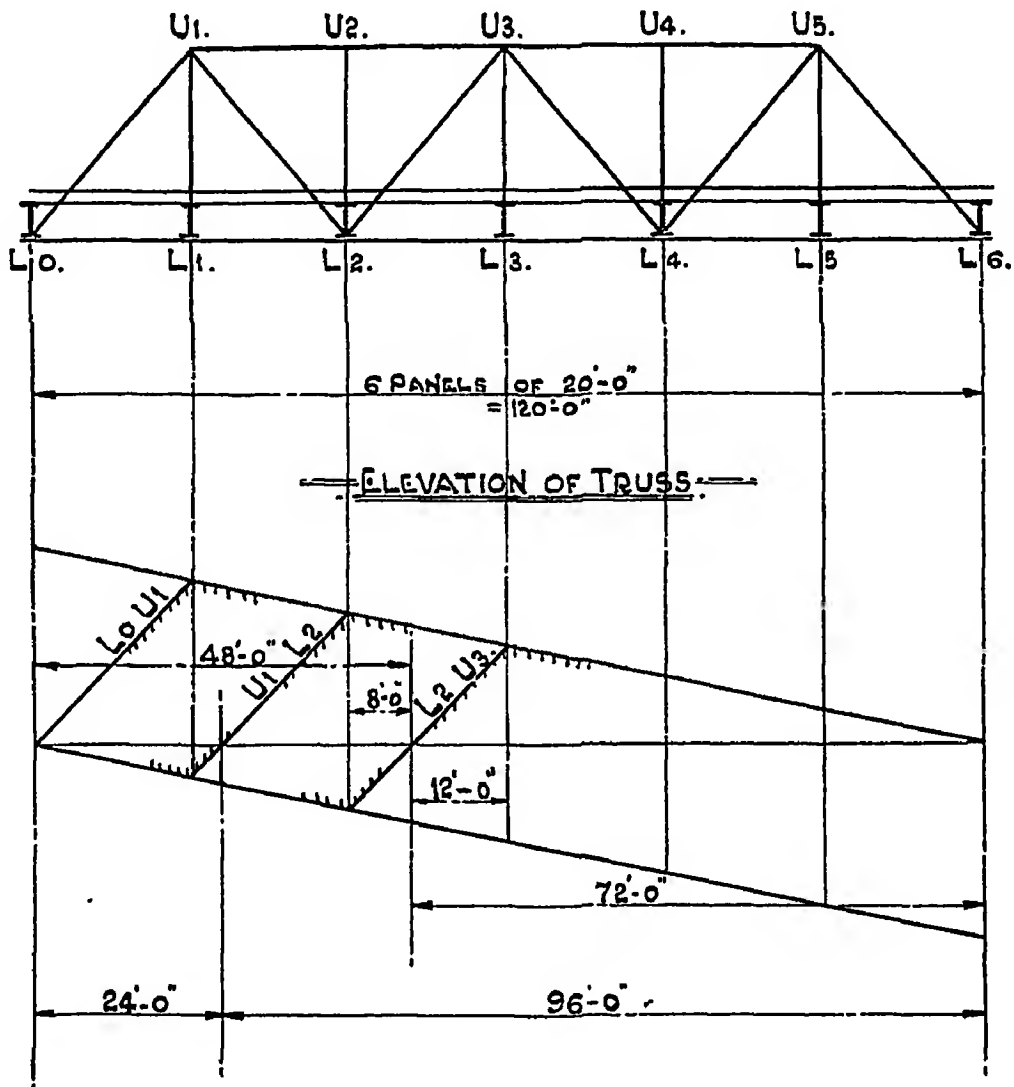 U1. U2. U3. U4. U5.
L0. L1. L2. L3. L4. L5 L6.
6 PANELS OF 20'-0"
= 120'-0"
ELEVATION OF TRUSS.
L0 U1
48'-0"
U1 L2
8'-0"
L2 U3.
12'-0"
72'-0"
24'-0"
96'-0"